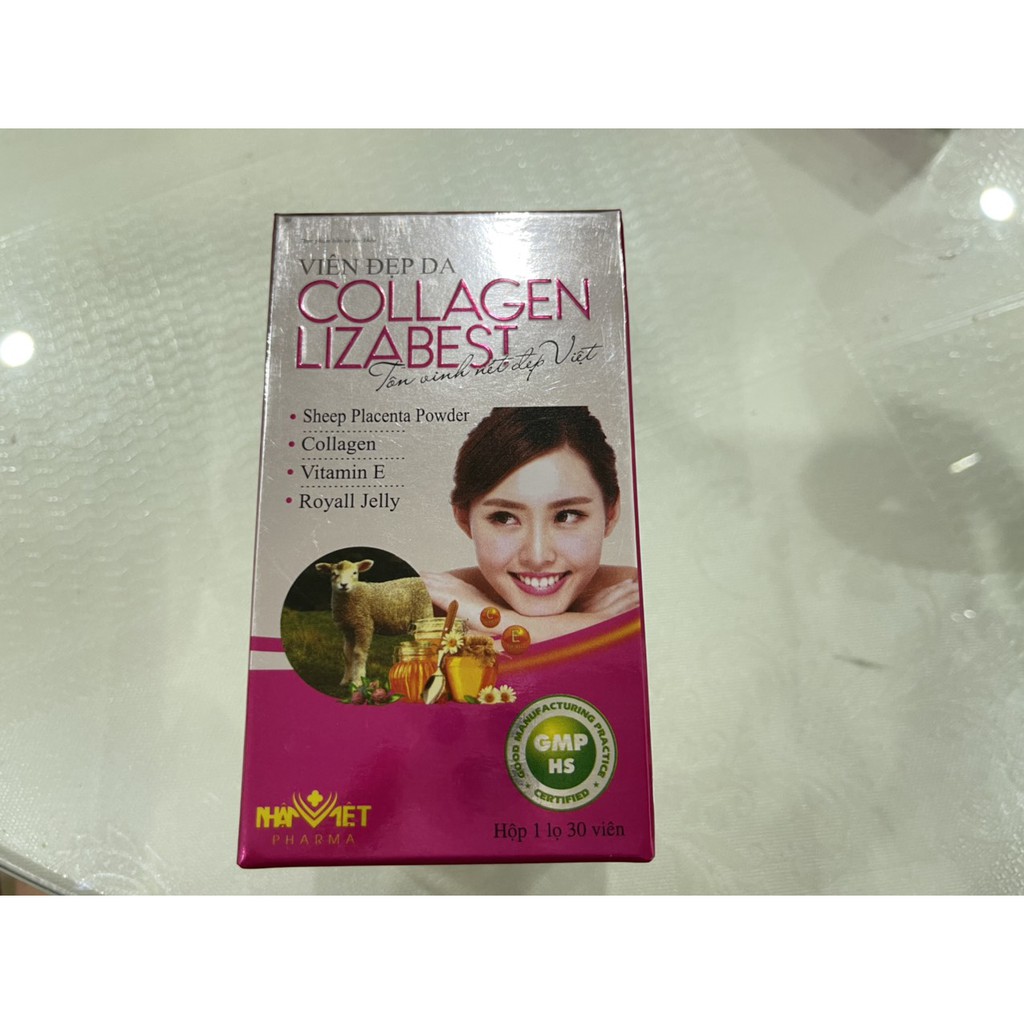 VIÊN ĐẸP DA
COLLAGEN
LIZABEST
Tôn vinh nét đẹp Việt
• Sheep Placenta Powder
• Collagen
• Vitamin E
• Royall Jelly
C
E
GOOD MANUFACTURING PRACTICE
GMP
HS
CERTIFIED
NHÂN VIỆT
PHARMA
Hộp 1 lọ 30 viên